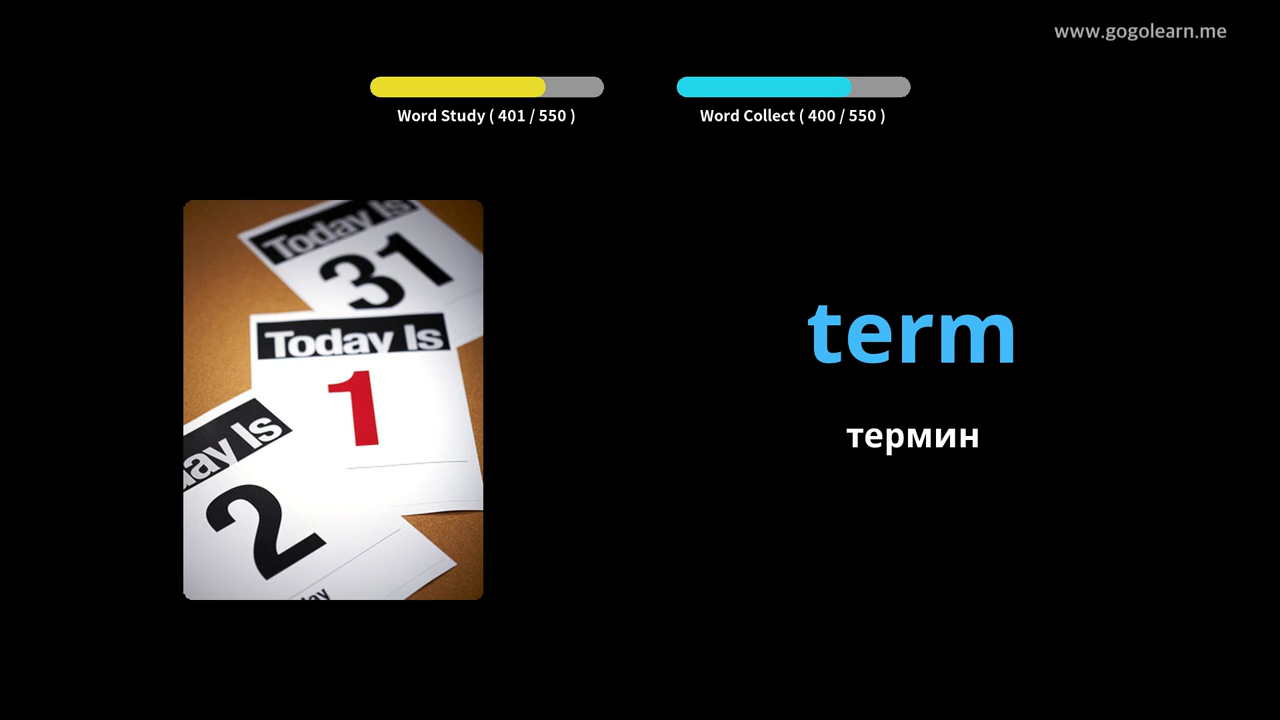 www.gogolearn.me
Word Study ( 401 / 550 )
Word Collect ( 400 / 550 )
Today Is
31
Today Is
1
day Is
2
term
термин